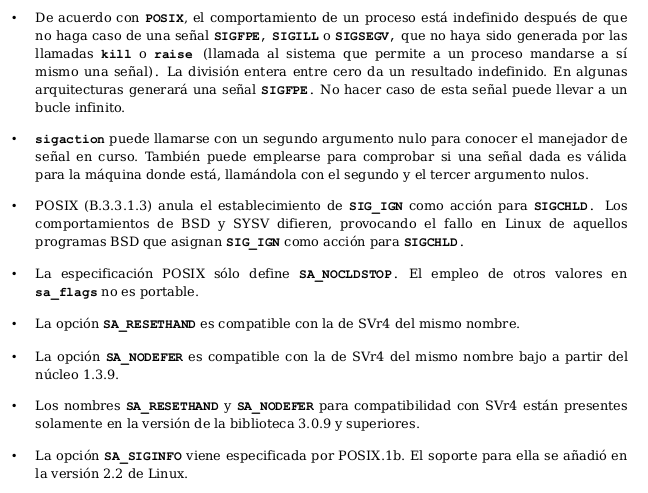 • De acuerdo con POSIX, el comportamiento de un proceso está indefinido después de que
no haga caso de una señal SIGFPE, SIGILL o SIGSEGV, que no haya sido generada por las
llamadas kill o raise (llamada al sistema que permite a un proceso mandarse a sí
mismo una señal). La división entera entre cero da un resultado indefinido. En algunas
arquitecturas generará una señal SIGFPE. No hacer caso de esta señal puede llevar a un
bucle infinito.
• sigaction puede llamarse con un segundo argumento nulo para conocer el manejador de
señal en curso. También puede emplearse para comprobar si una señal dada es válida
para la máquina donde está, llamándola con el segundo y el tercer argumento nulos.
• POSIX (B.3.3.1.3) anula el establecimiento de SIG_IGN como acción para SIGCHLD. Los
comportamientos de BSD y SYSV difieren, provocando el fallo en Linux de aquellos
programas BSD que asignan SIG_IGN como acción para SIGCHLD.
• La especificación POSIX sólo define SA_NOCLDSTOP. El empleo de otros valores en
sa_flags no es portable.
• La opción SA_RESETHAND es compatible con la de SVr4 del mismo nombre.
• La opción SA_NODEFER es compatible con la de SVr4 del mismo nombre bajo a partir del
núcleo 1.3.9.
• Los nombres SA_RESETHAND y SA_NODEFER para compatibilidad con SVr4 están presentes
solamente en la versión de la biblioteca 3.0.9 y superiores.
• La opción SA_SIGINFO viene especificada por POSIX.1b. El soporte para ella se añadió en
la versión 2.2 de Linux.